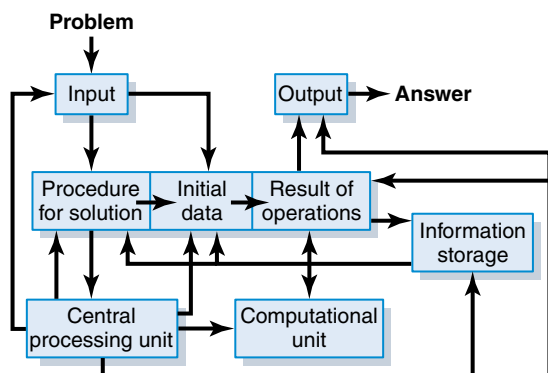 Problem
Input
Output
Answer
Procedure
for solution
Initial
data
Result of
operations
Information
storage
Central
processing unit
Computational
unit